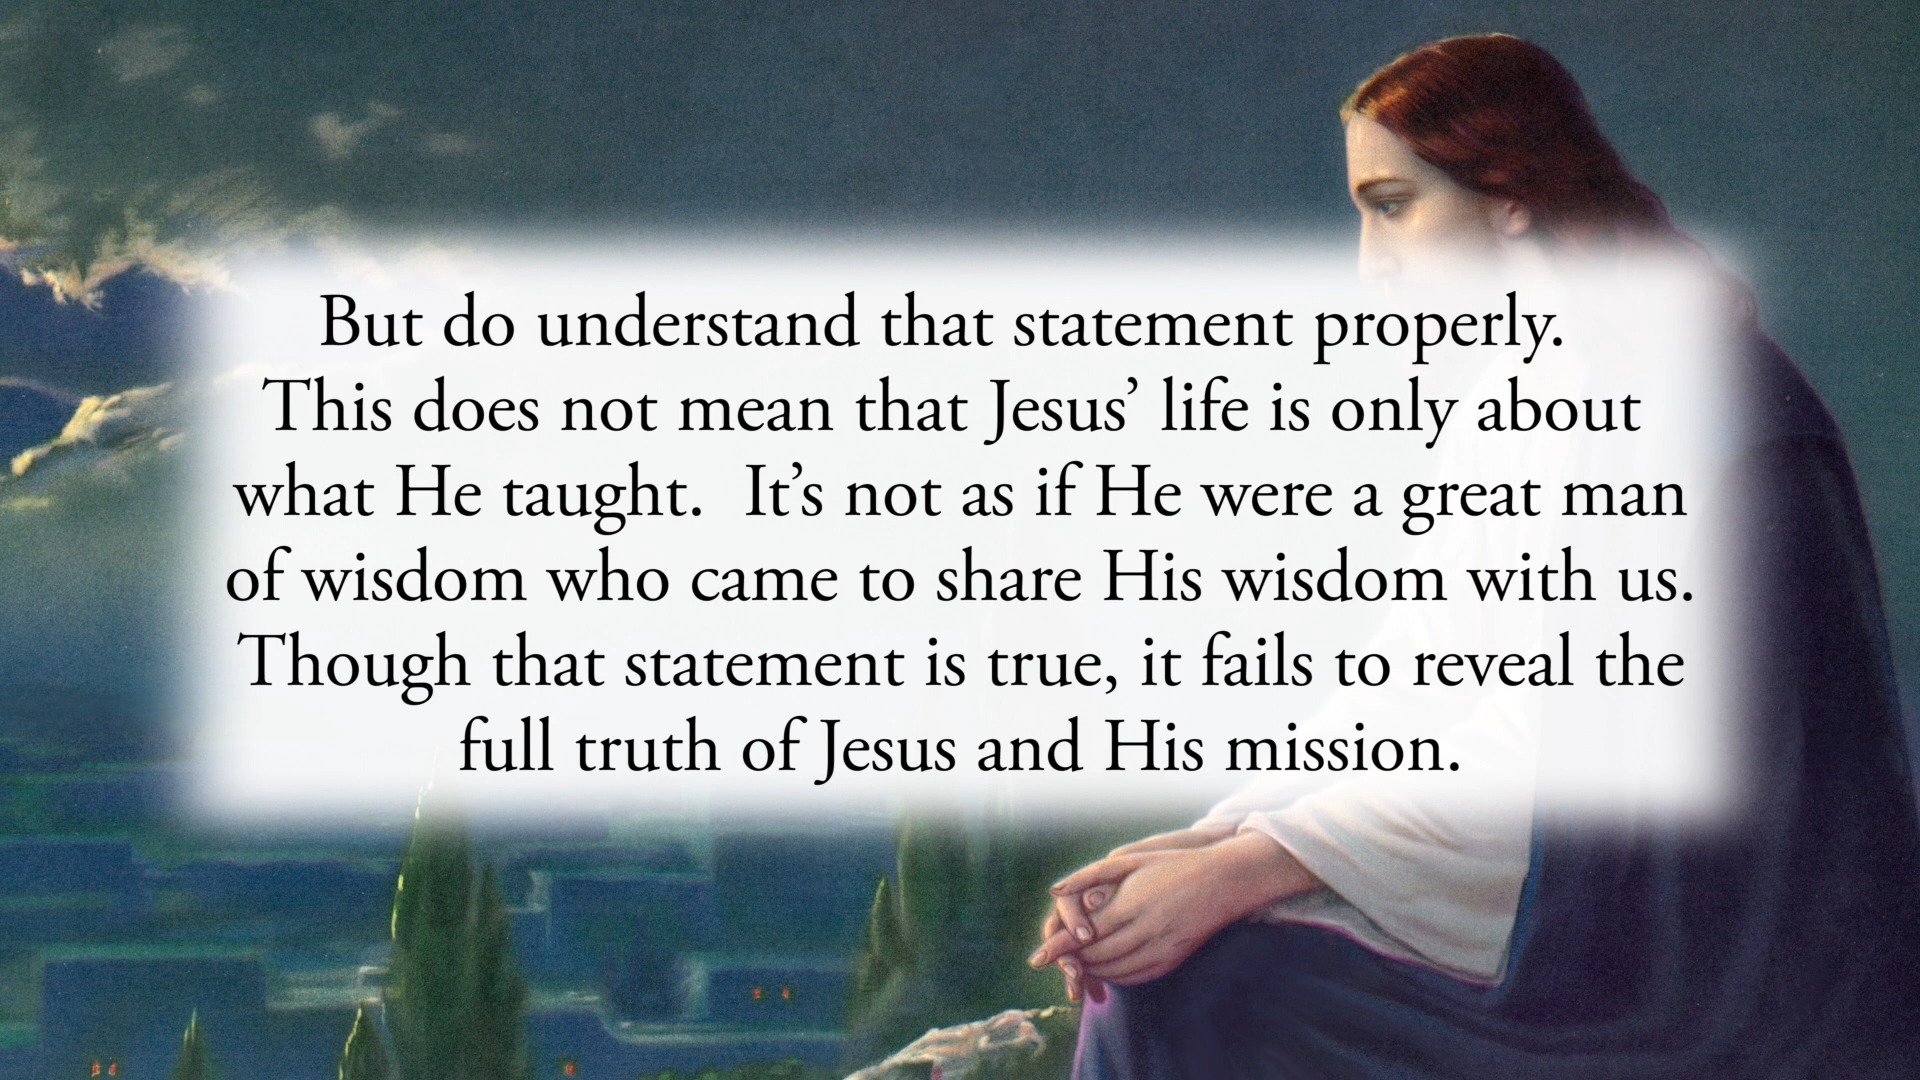 But do understand that statement properly.
This does not mean that Jesus’ life is only about
what He taught.  It’s not as if He were a great man
of wisdom who came to share His wisdom with us.
Though that statement is true, it fails to reveal the
full truth of Jesus and His mission.